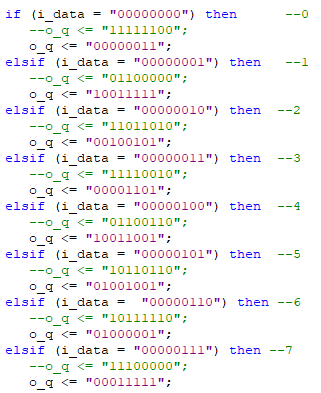 if (i_data = "00000000") then      --0
   --o_q <= "11111100";
   o_q <= "00000011";
elsif (i_data = "00000001") then  --1
   --o_q <= "01100000";
   o_q <= "10011111";
elsif (i_data = "00000010") then  --2
   --o_q <= "11011010";
   o_q <= "00100101";
elsif (i_data = "00000011") then  --3
   --o_q <= "11110010";
   o_q <= "00001101";
elsif (i_data = "00000100") then  --4
   --o_q <= "01100110";
   o_q <= "10011001";
elsif (i_data = "00000101") then  --5
   --o_q <= "10110110";
   o_q <= "01001001";
elsif (i_data =  "00000110") then --6
   --o_q <= "10111110";
   o_q <= "01000001";
elsif (i_data = "00000111") then --7
   --o_q <= "11100000";
   o_q <= "00011111";